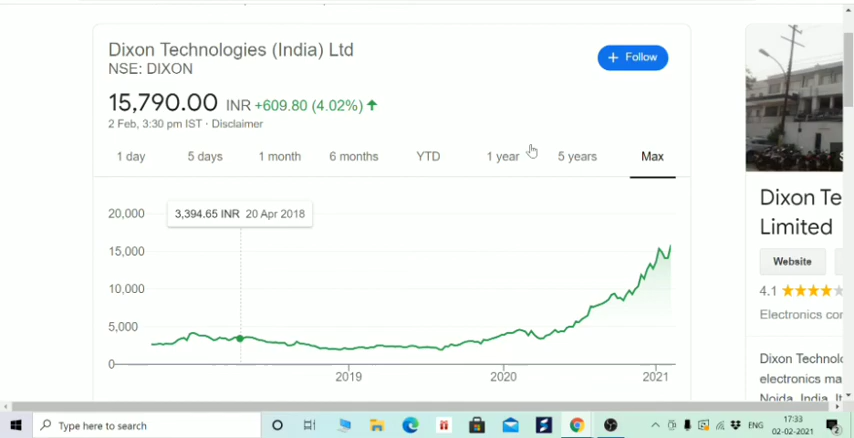 Dixon Technologies (India) Ltd
NSE: DIXON
+ Follow
15,790.00 INR +609.80 (4.02%)
2 Feb, 3:30 pm IST · Disclaimer
1 day 5 days 1 month 6 months YTD 1 year 5 years Max
3,394.65 INR 20 Apr 2018
20,000
15,000
10,000
5,000
0
2019 2020 2021
Dixon Te
Limited
Website
4.1
Electronics cor
Dixon Technolo
electronics ma
Noida, India. It
Type here to search
ENG
17:33
02-02-2021
2